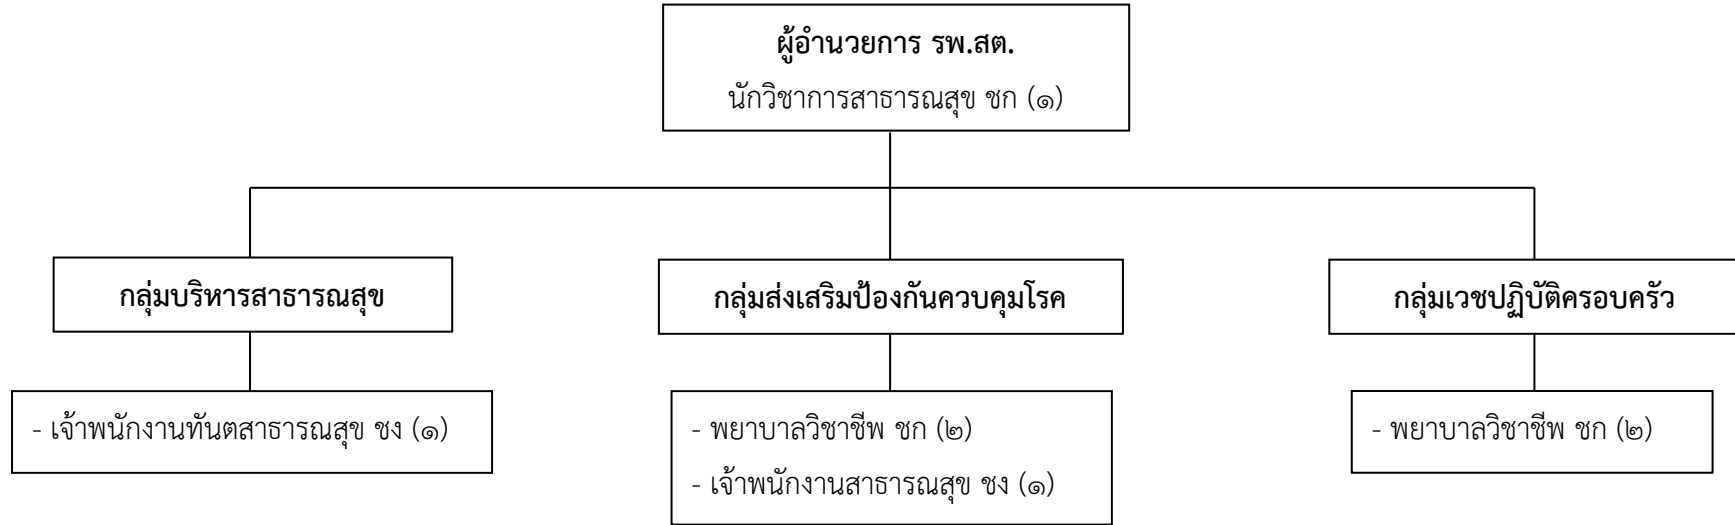 ผู้อำนวยการ รพ.สต.
นักวิชาการสาธารณสุข ชก (๑)
กลุ่มบริหารสาธารณสุข
กลุ่มส่งเสริมป้องกันควบคุมโรค
กลุ่มเวชปฏิบัติครอบครัว
- เจ้าพนักงานทันตสาธารณสุข ชง (๑)
- พยาบาลวิชาชีพ ชก (๒)
- เจ้าพนักงานสาธารณสุข ชง (๑)
- พยาบาลวิชาชีพ ชก (๒)